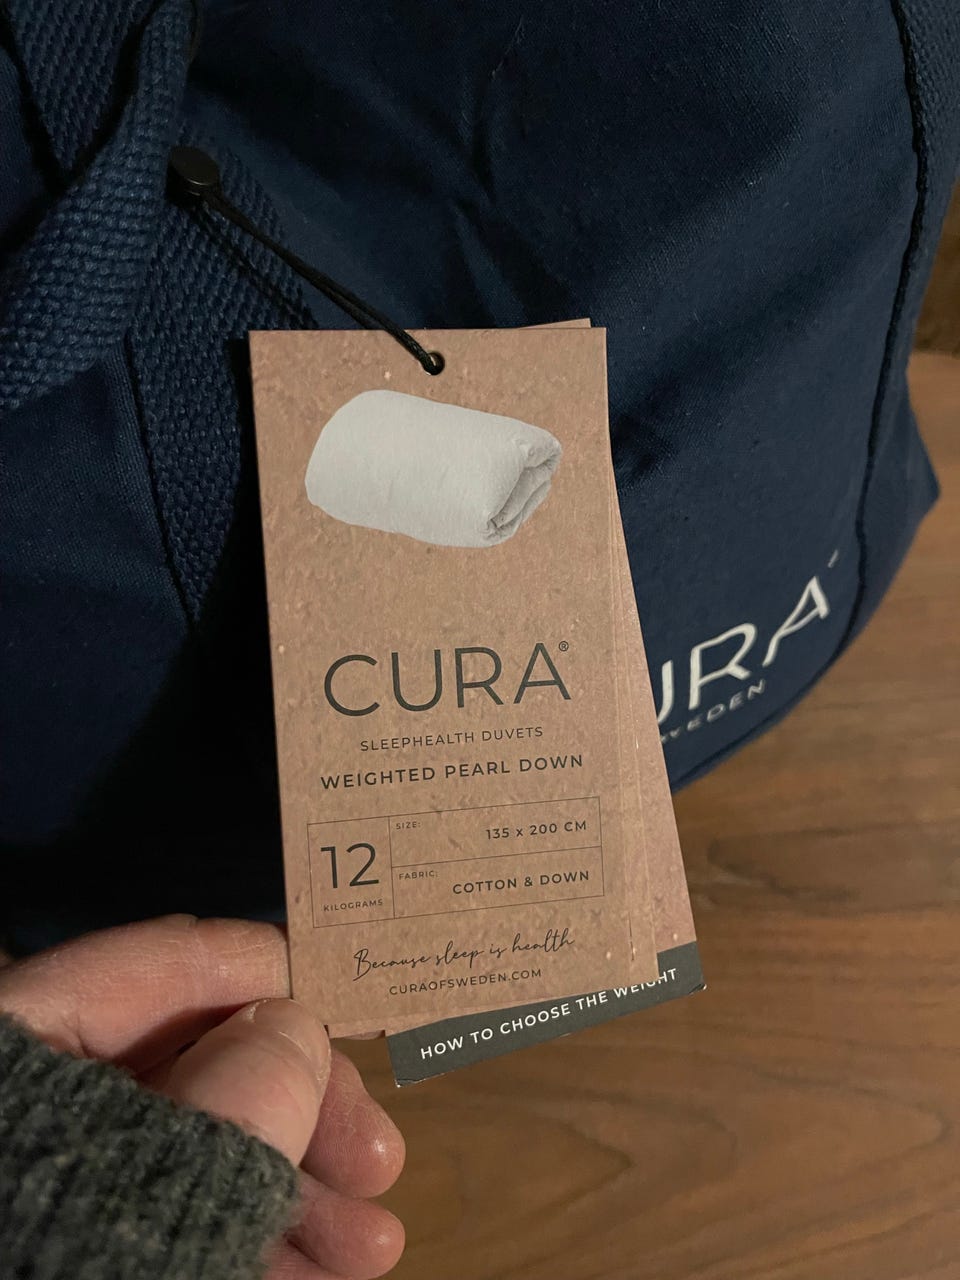 CURA®
SLEEPHEALTH DUVETS
WEIGHTED PEARL DOWN
12
KILOGRAMS
SIZE:
135 x 200 CM
FABRIC:
COTTON & DOWN
Because sleep is health
CURAOFSWEDEN.COM
HOW TO CHOOSE THE WEIGHT
URA
SWEDEN